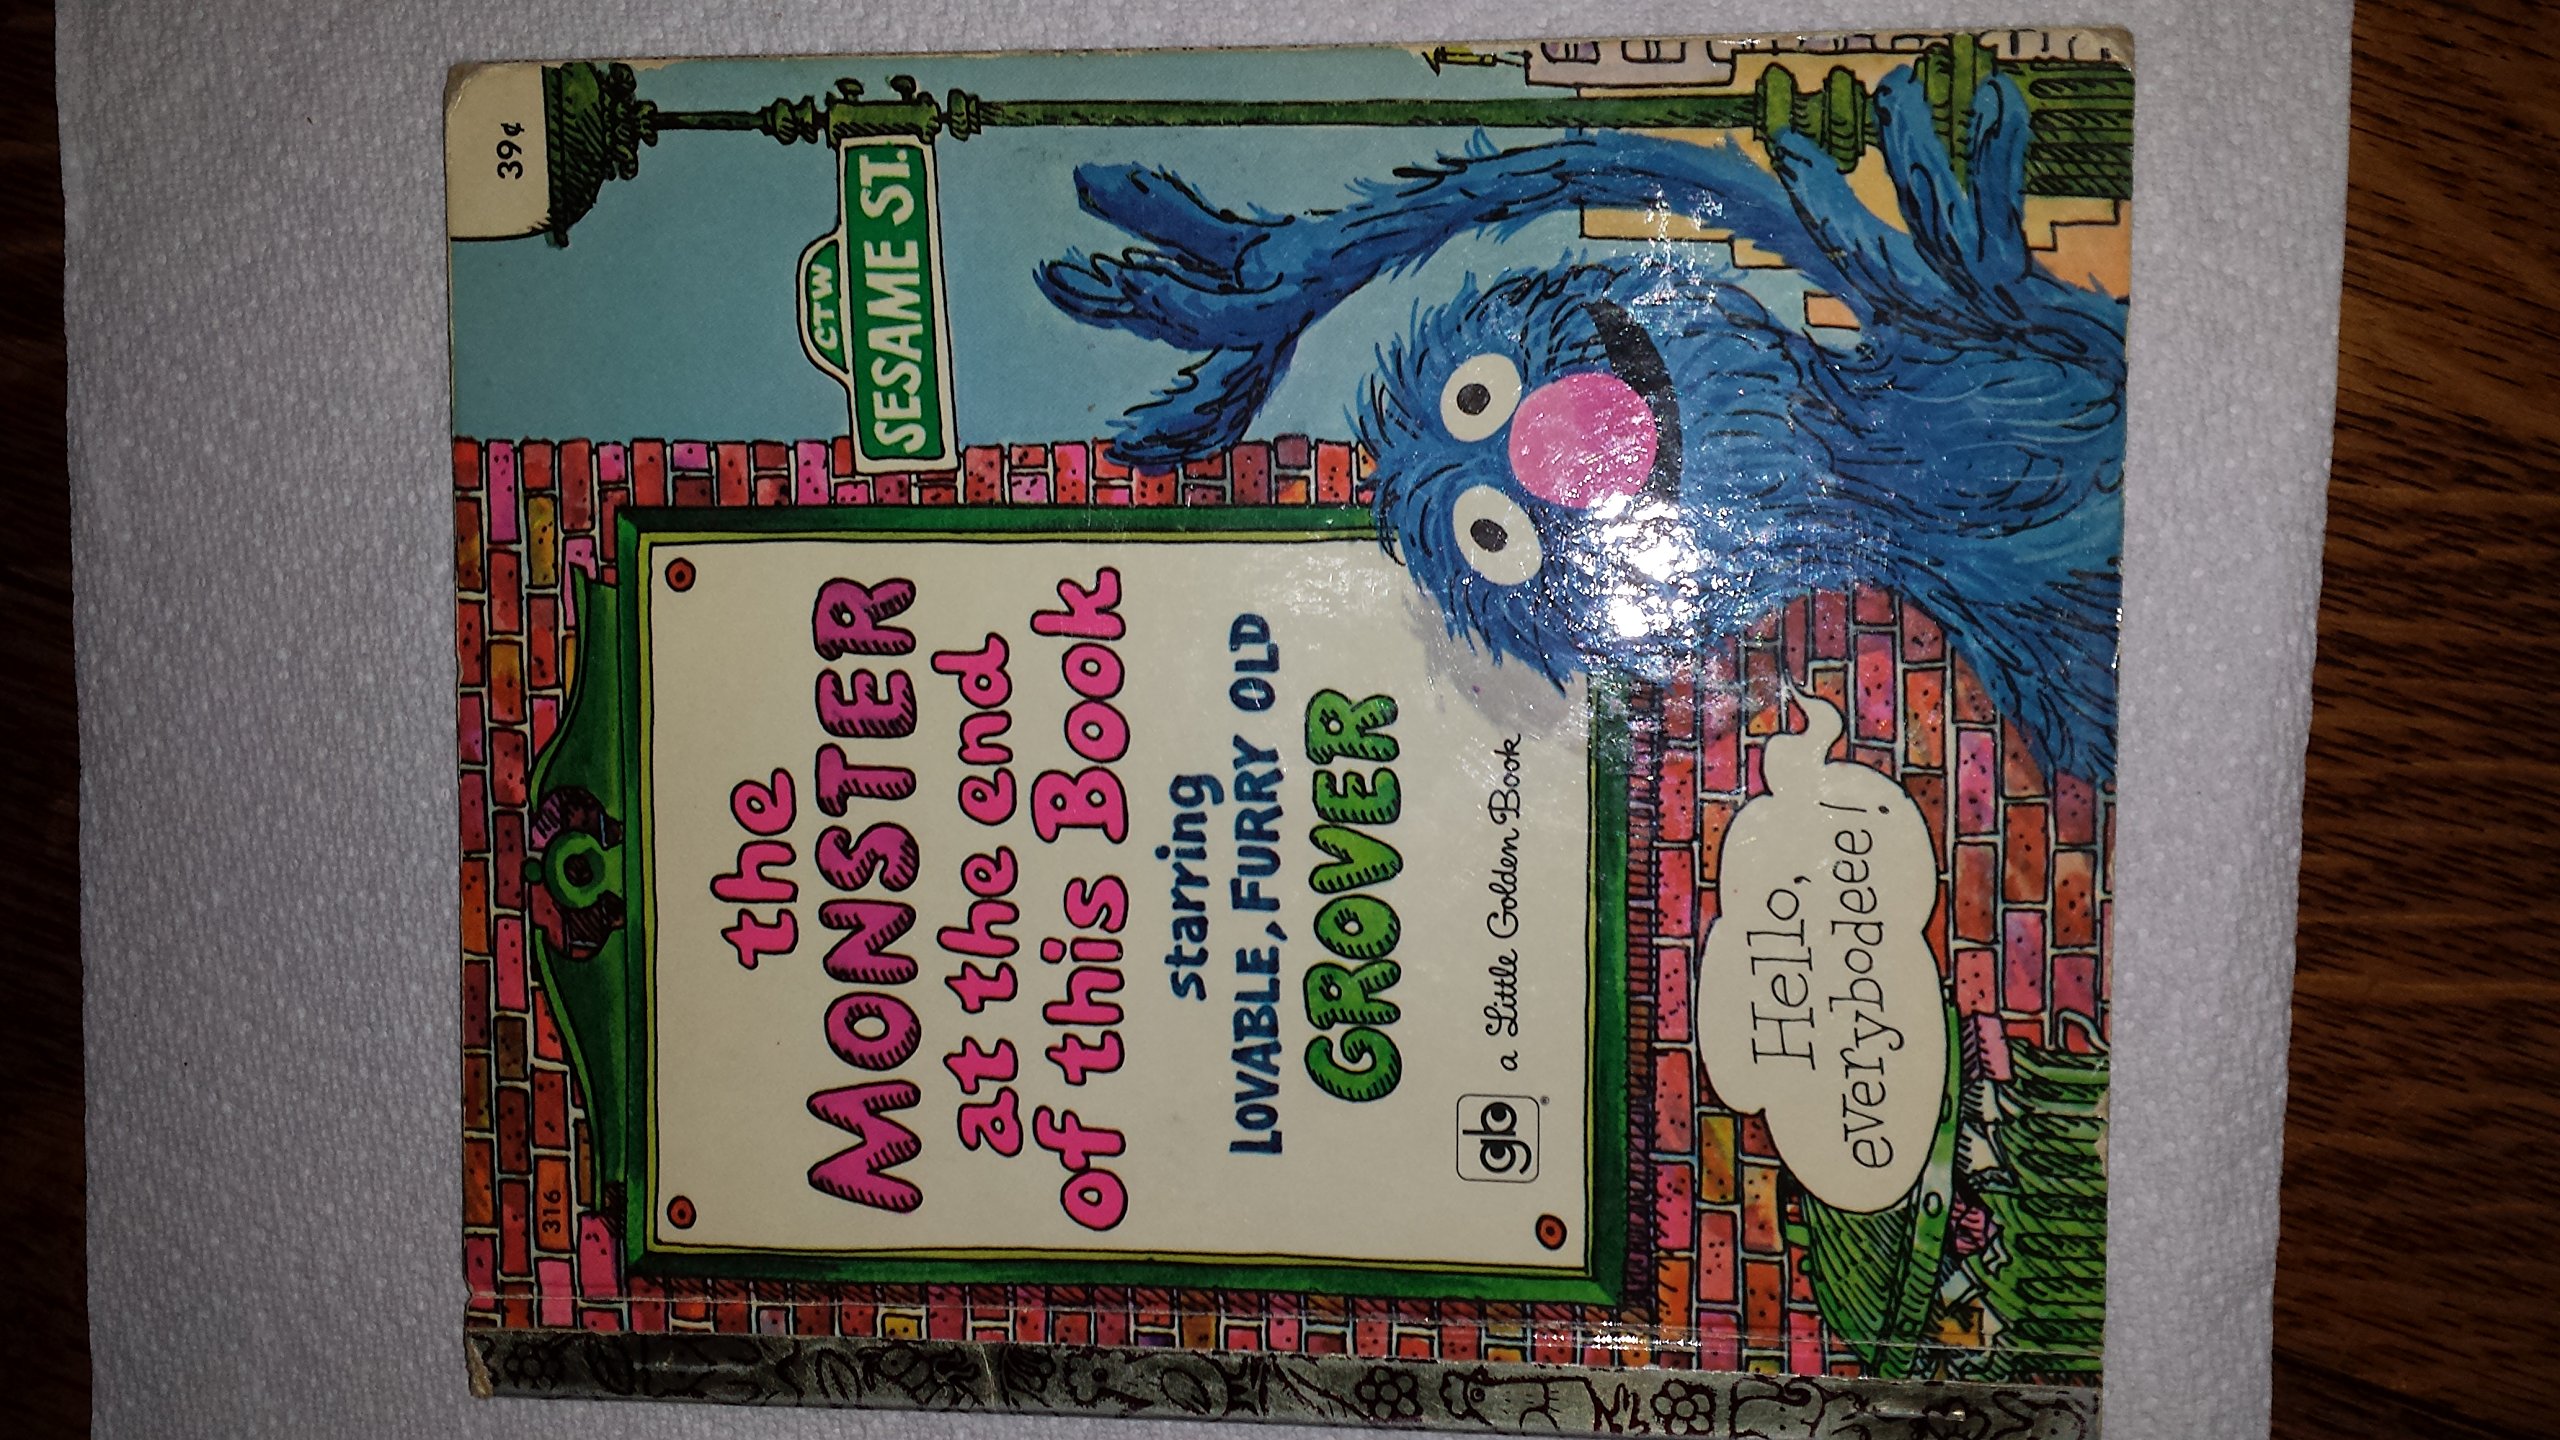 39¢
316
CTW
SESAME ST.
the
MONSTER
at the end
of this Book
starring
LOVABLE, FURRY OLD
GROVER
gb® a Little Golden Book
Hello,
everybodeee!